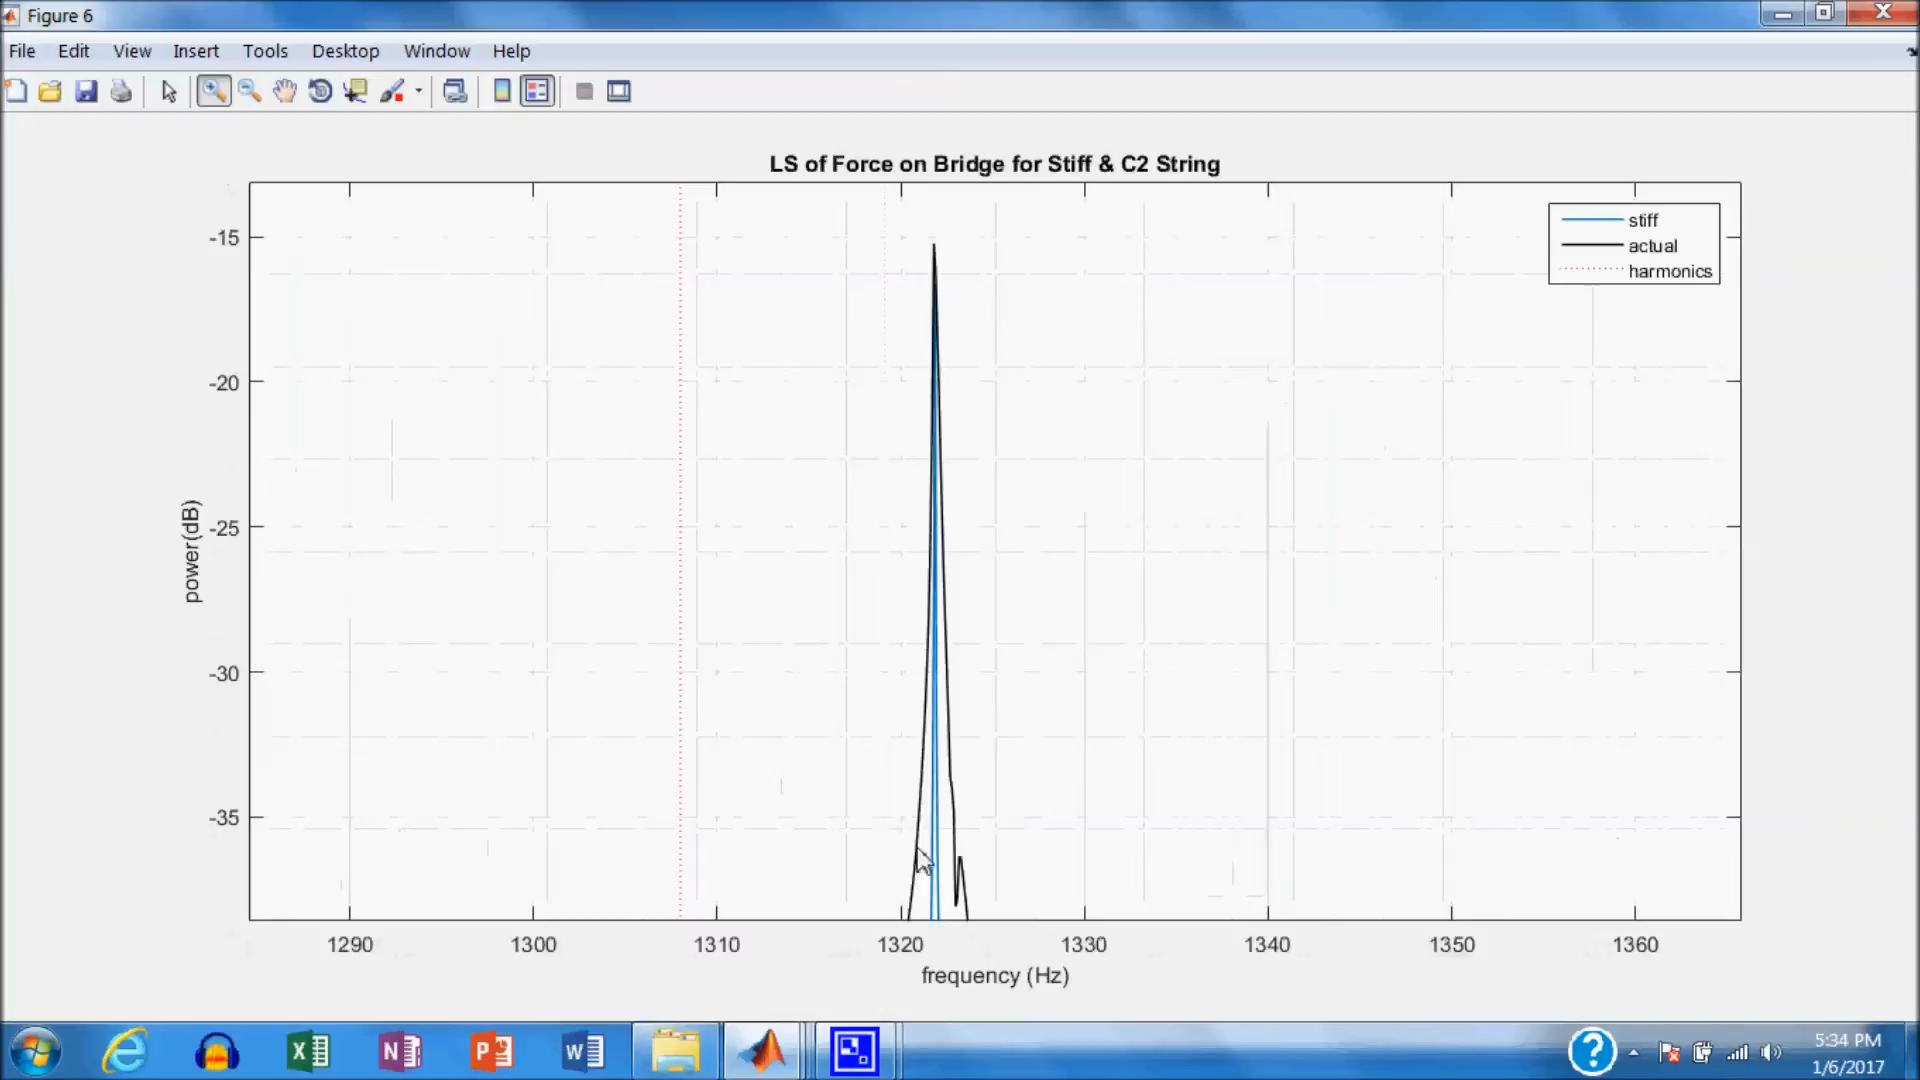 Figure 6
File Edit View Insert Tools Desktop Window Help
LS of Force on Bridge for Stiff & C2 String
stiff
actual
harmonics
-15
-20
-25
-30
-35
power(dB)
1290 1300 1310 1320 1330 1340 1350 1360
frequency (Hz)
5:34 PM
1/6/2017